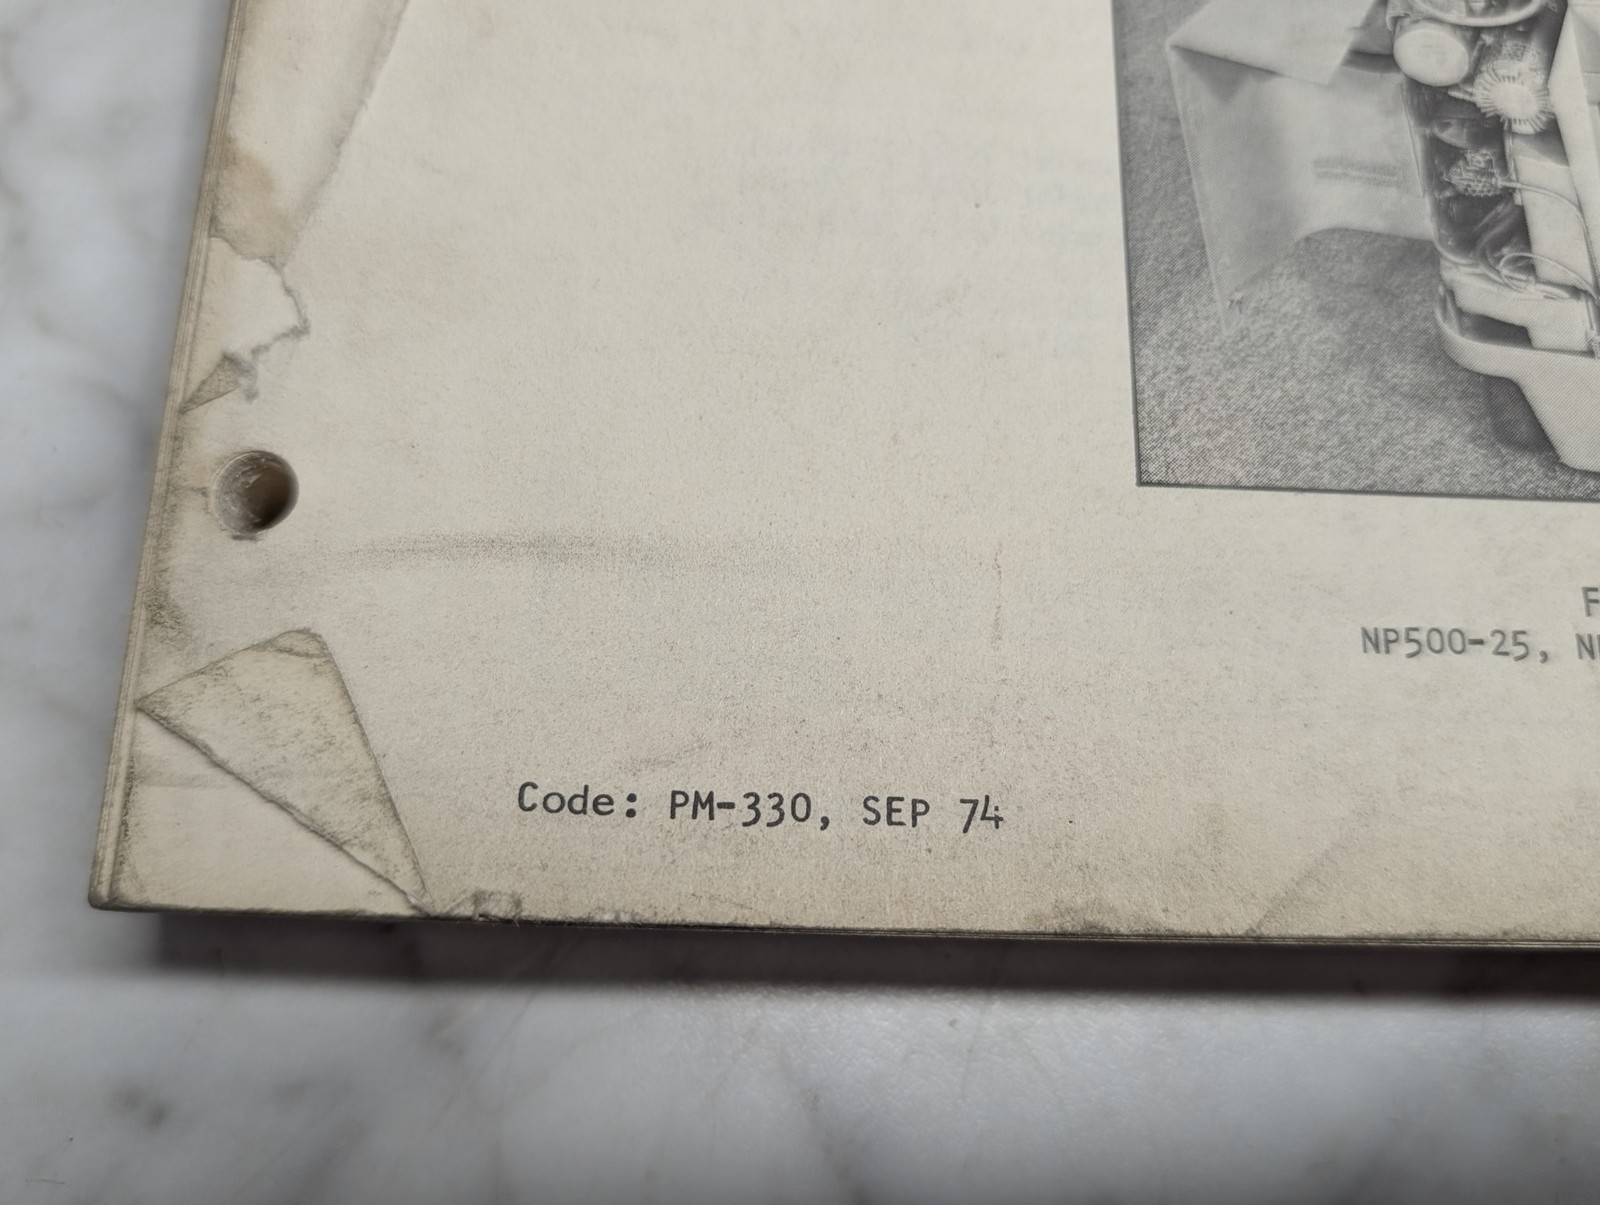 NP500-25,
Code: PM-330, SEP 74